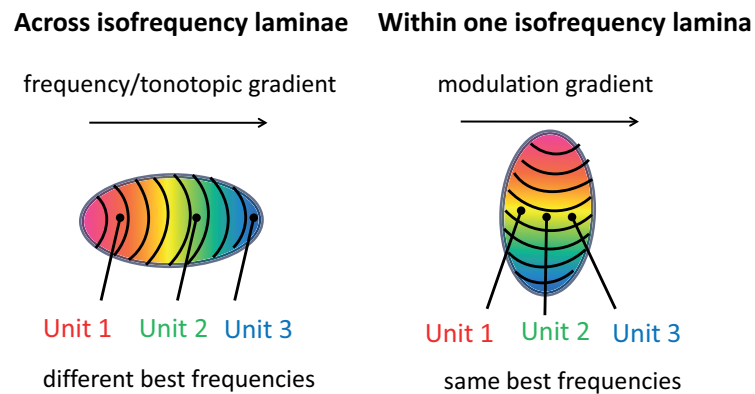 Across isofrequency laminae
frequency/tonotopic gradient
Unit 1 Unit 2 Unit 3
different best frequencies
Within one isofrequency lamina
modulation gradient
Unit 1 Unit 2 Unit 3
same best frequencies